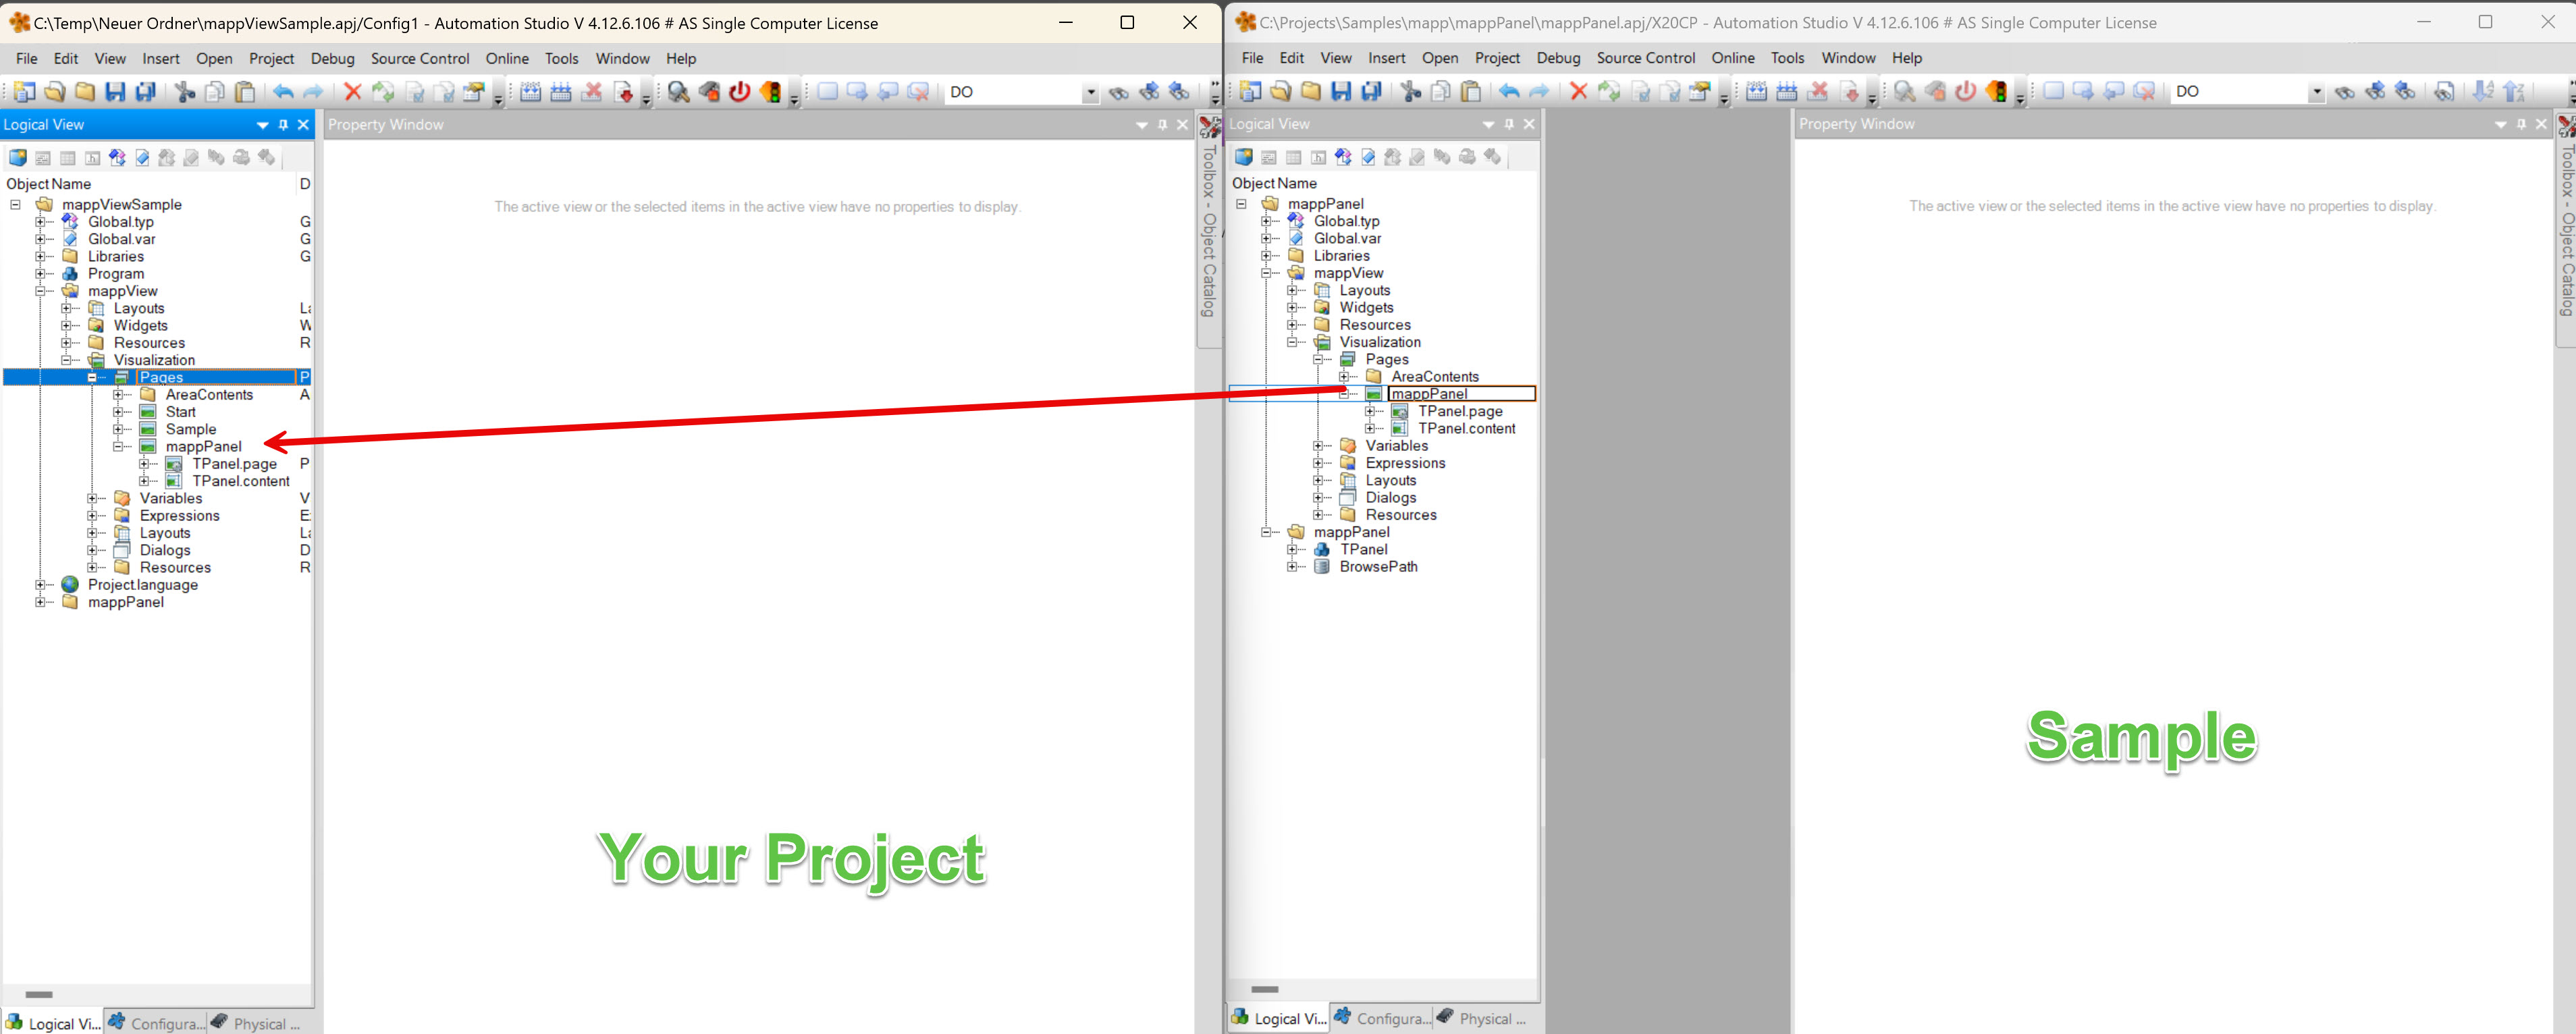 C:\Temp\Neuer Ordner\mappViewSample.apj/Config1 - Automation Studio V 4.12.6.106 # AS Single Computer License
File Edit View Insert Open Project Debug Source Control Online Tools Window Help
DO
Logical View
Property Window
Object Name D
mappViewSample
Global.typ G
Global.var G
Libraries G
Program
mappView
Layouts
Widgets
Resources R
Visualization
Pages P
AreaContents A
Start
Sample
mappPanel
TPanel.page P
TPanel.content
Variables V
Expressions
Layouts
Dialogs D
Resources R
Project.language
mappPanel
Logical Vi...
Configura...
Physical ...
The active view or the selected items in the active view have no properties to display.
Toolbox - Object Catalog
Your Project
C:\Projects\Samples\mapp\mappPanel\mappPanel.apj/X20CP - Automation Studio V 4.12.6.106 # AS Single Computer License
File Edit View Insert Open Project Debug Source Control Online Tools Window Help
DO
Logical View
Property Window
Object Name
mappPanel
Global.typ
Global.var
Libraries
mappView
Layouts
Widgets
Resources
Visualization
Pages
AreaContents
mappPanel
TPanel.page
TPanel.content
Variables
Expressions
Layouts
Dialogs
Resources
mappPanel
TPanel
BrowsePath
Logical Vi...
Configura...
Physical ...
The active view or the selected items in the active view have no properties to display.
Toolbox - Object Catalog
Sample